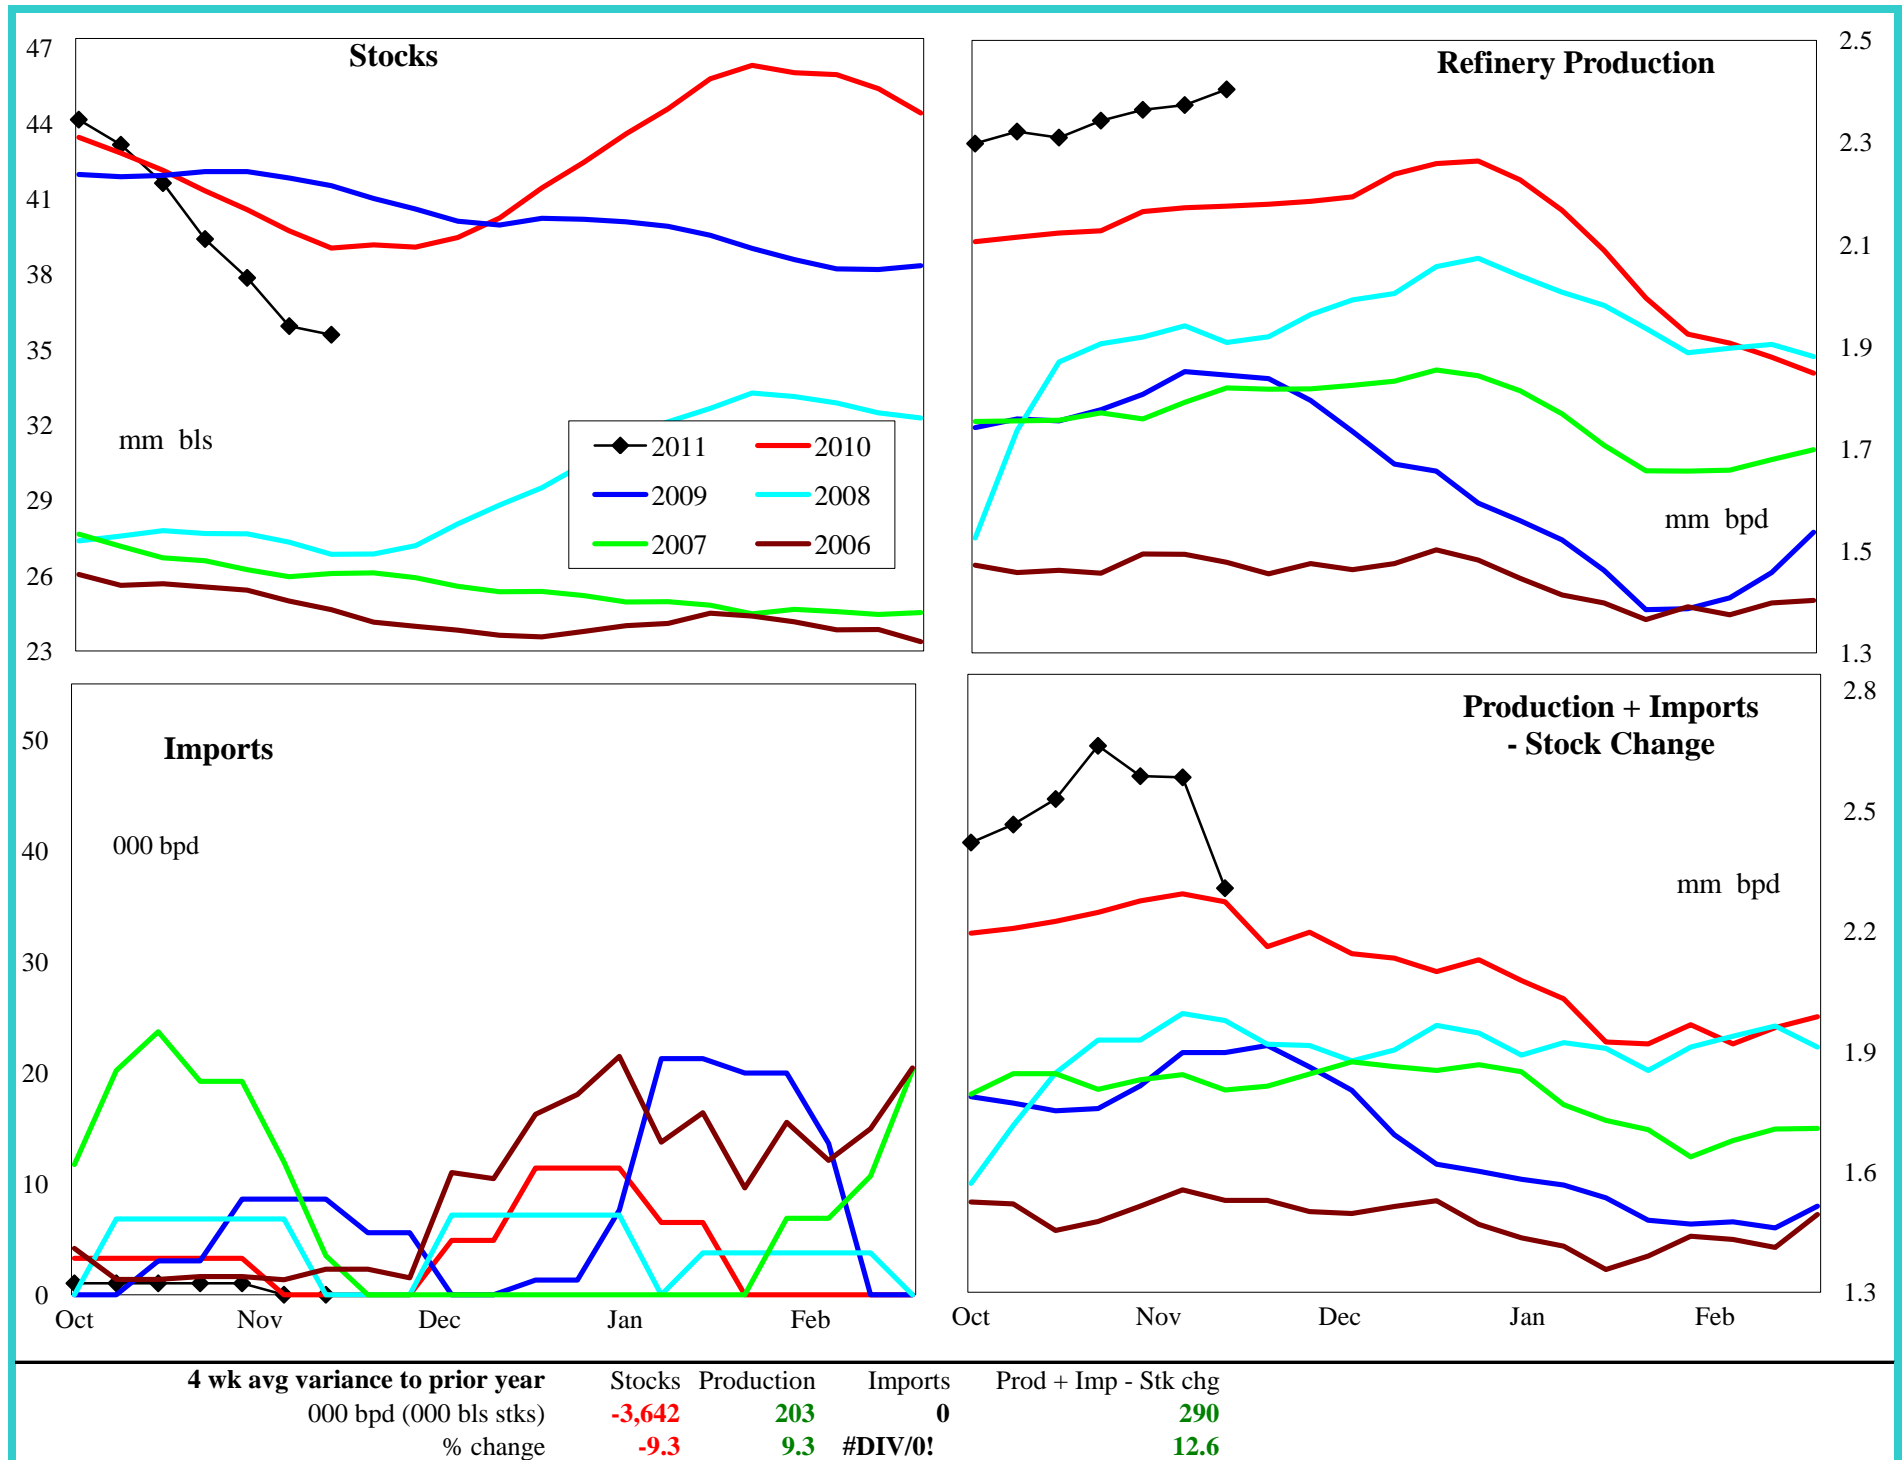 Stocks
47
44
41
38
35
32
29
26
23
mm bls
2011 2010
2009 2008
2007 2006
Refinery Production
2.5
2.3
2.1
1.9
1.7
1.5
1.3
mm bpd
Imports
50
40
30
20
10
0
000 bpd
Oct Nov Dec Jan Feb
Production + Imports
- Stock Change
2.8
2.5
2.2
1.9
1.6
1.3
mm bpd
Oct Nov Dec Jan Feb
4 wk avg variance to prior year Stocks Production Imports Prod + Imp - Stk chg
000 bpd (000 bls stks) -3,642 203 0 290
% change -9.3 9.3 #DIV/0! 12.6